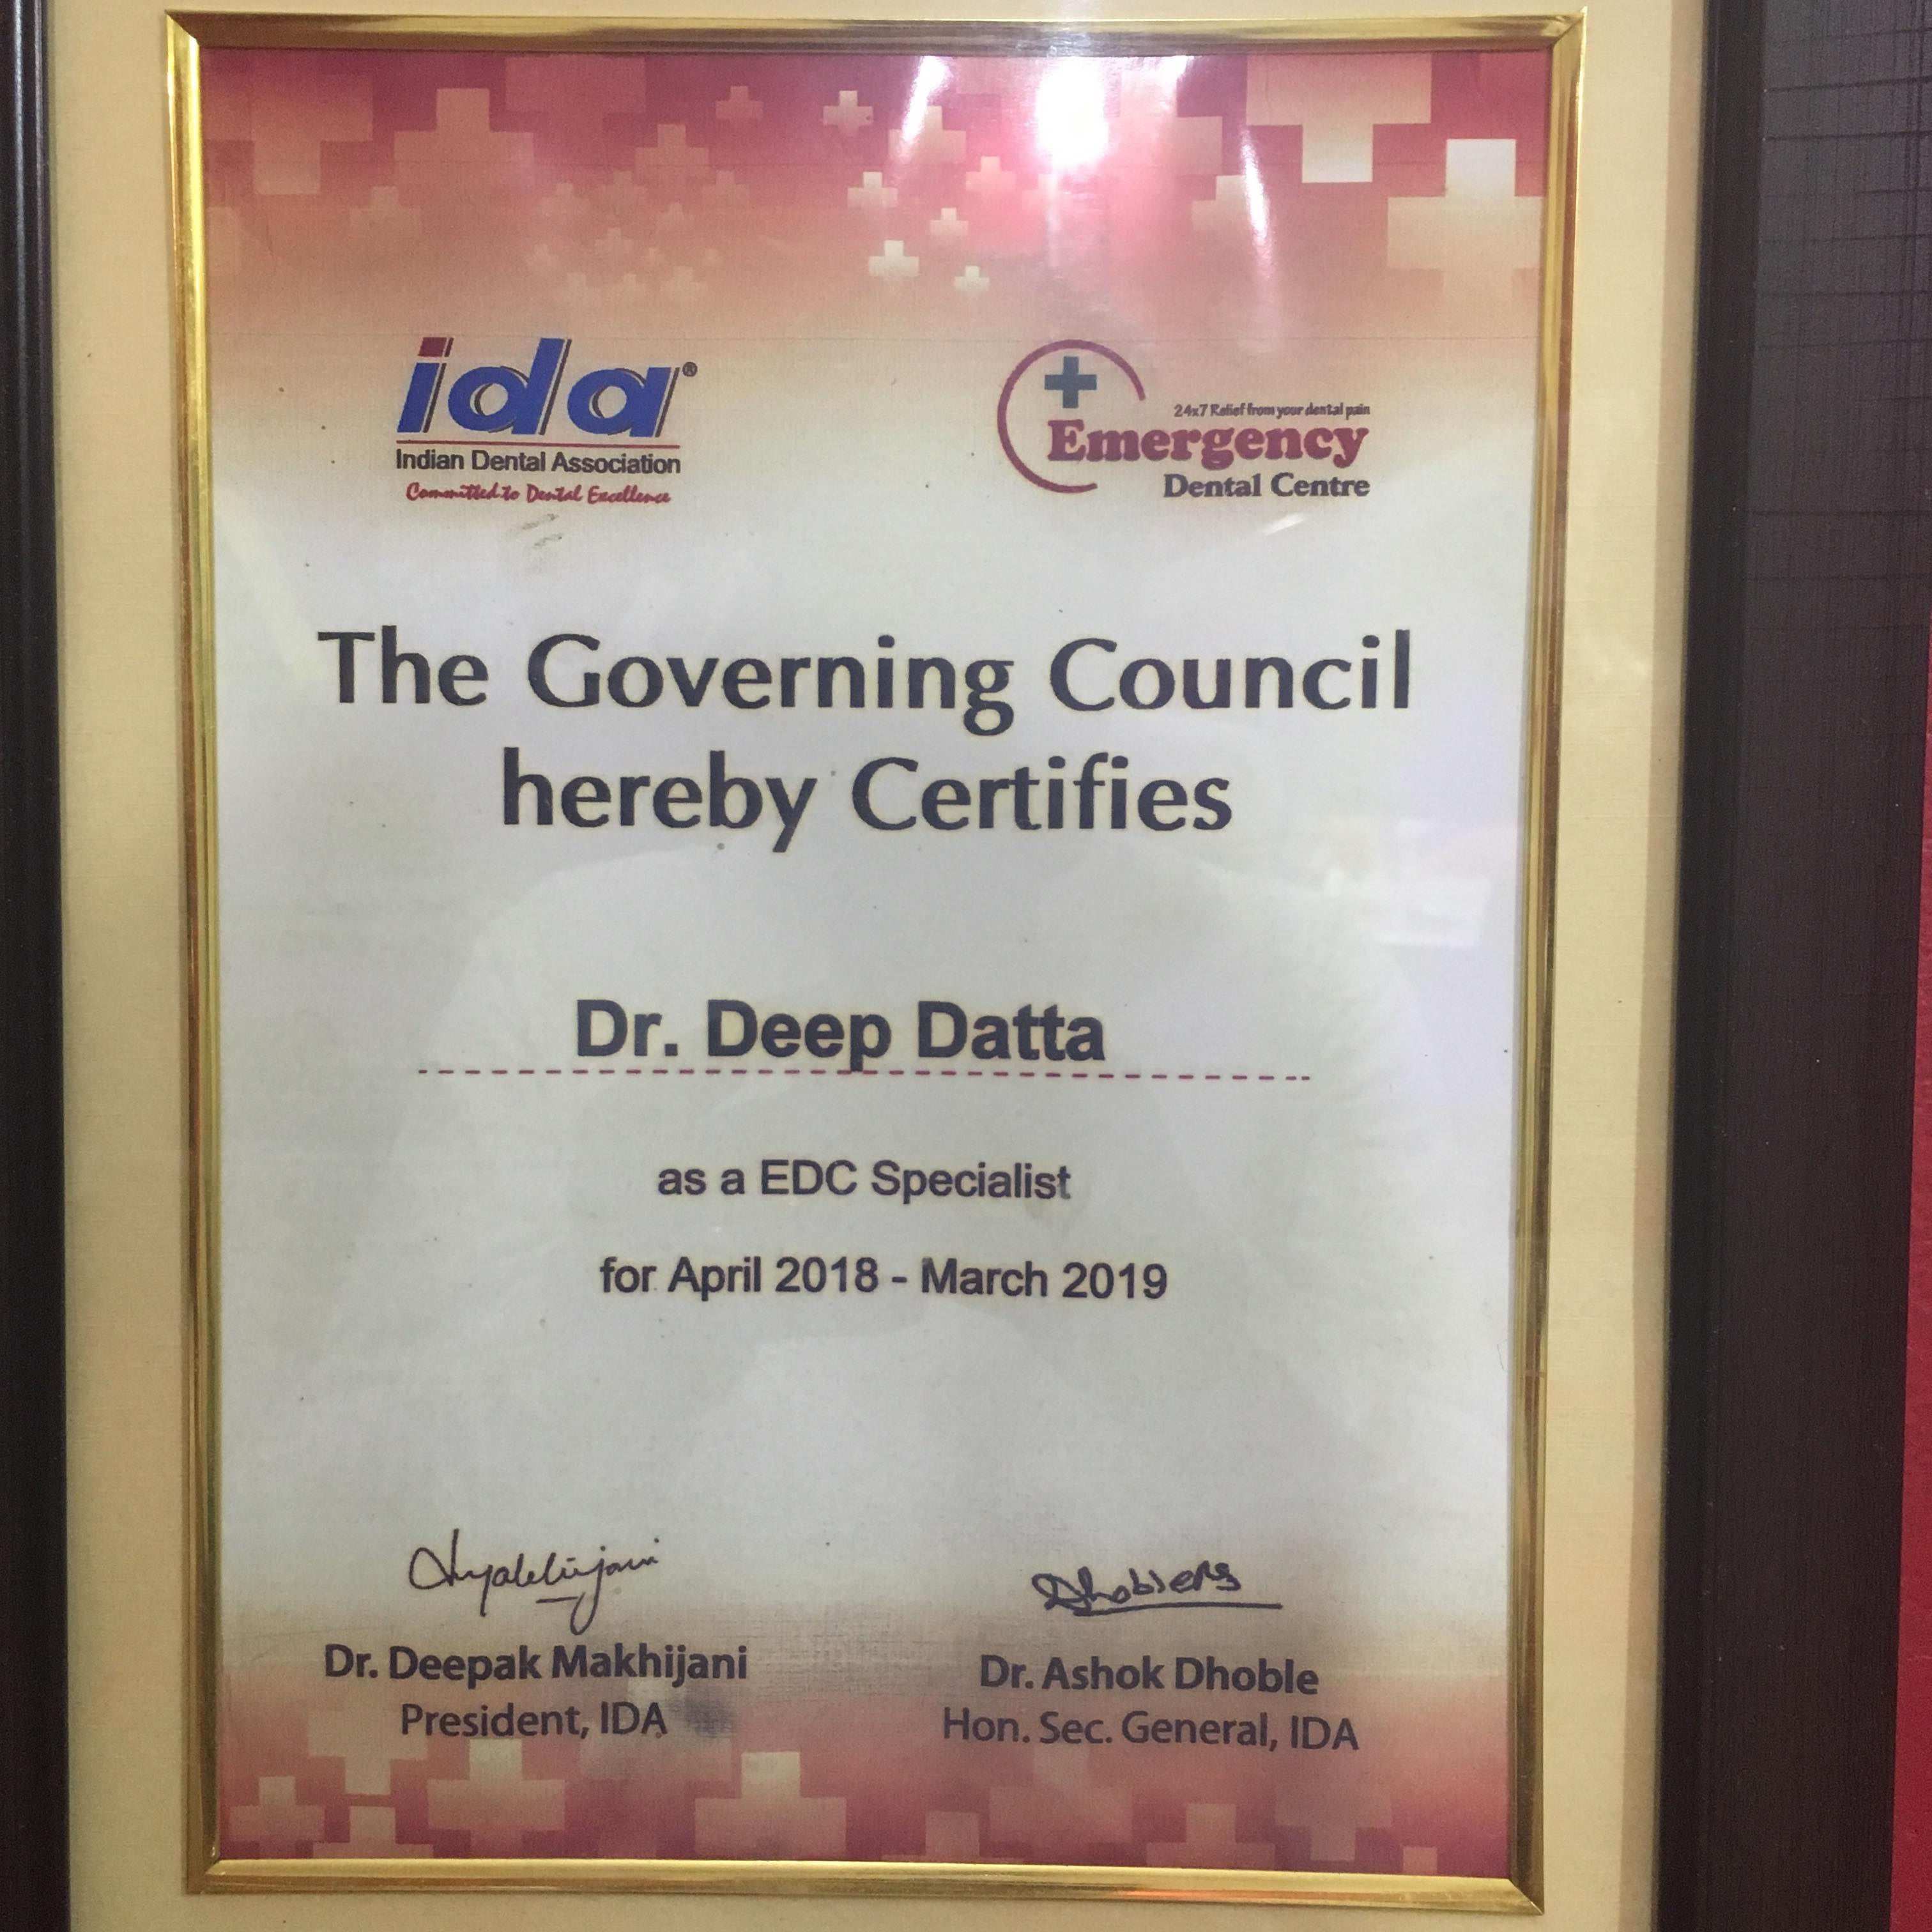 ida®
Indian Dental Association
Committed to Dental Excellence
24x7 Relief from your dental pain
Emergency
Dental Centre
The Governing Council
hereby Certifies
Dr. Deep Datta
as a EDC Specialist
for April 2018 - March 2019
Dr. Deepak Makhijani
President, IDA
Dr. Ashok Dhoble
Hon. Sec. General, IDA